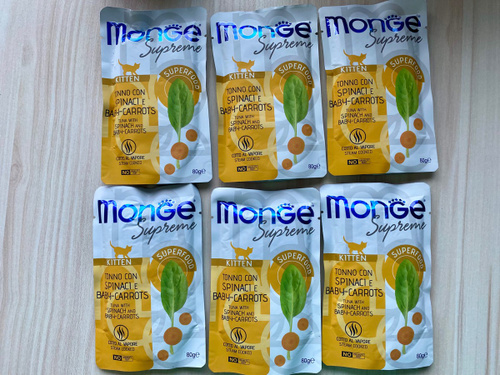 MONGE
Supreme
KITTEN
SUPERFOOD
TONNO CON
SPINACI E
BABY-CARROTS
TUNA WITH
SPINACH AND
BABY-CARROTS
COTTO AL VAPORE
STEAM COOKED
NO
80ge
MONGE
Supreme
KITTEN
SUPERFOOD
TONNO CON
SPINACI E
BABY-CARROTS
TUNA WITH
SPINACH AND
BABY-CARROTS
COTTO AL VAPORE
STEAM COOKED
NO
80ge
MONGE
Supreme
KITTEN
SUPERFOOD
TONNO CON
SPINACI E
BABY-CARROTS
TUNA WITH
SPINACH AND
BABY-CARROTS
COTTO AL VAPORE
STEAM COOKED
NO
80ge
MONGE
Supreme
KITTEN
SUPERFOOD
TONNO CON
SPINACI E
BABY-CARROTS
TUNA WITH
SPINACH AND
BABY-CARROTS
COTTO AL VAPORE
STEAM COOKED
NO
80ge
MONGE
Supreme
KITTEN
SUPERFOOD
TONNO CON
SPINACI E
BABY-CARROTS
TUNA WITH
SPINACH AND
BABY-CARROTS
COTTO AL VAPORE
STEAM COOKED
NO
80ge
MONGE
Supreme
KITTEN
SUPERFOOD
TONNO CON
SPINACI E
BABY-CARROTS
TUNA WITH
SPINACH AND
BABY-CARROTS
COTTO AL VAPORE
STEAM COOKED
NO
80ge